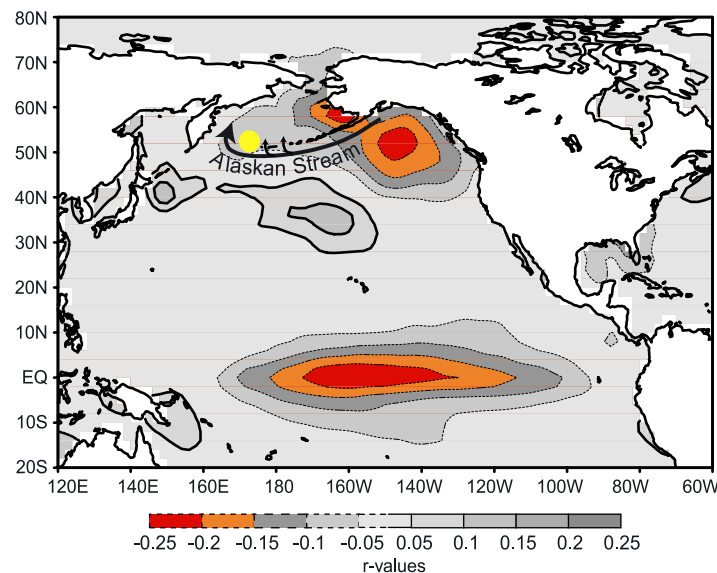 80N
70N
60N
50N
40N
30N
20N
10N
EQ
10S
20S
Alaskan Stream
120E 140E 160E 180E 160W 140W 120W 100W 80W 60W
-0.25 -0.2 -0.15 -0.1 -0.05 0.05 0.1 0.15 0.2 0.25
r-values